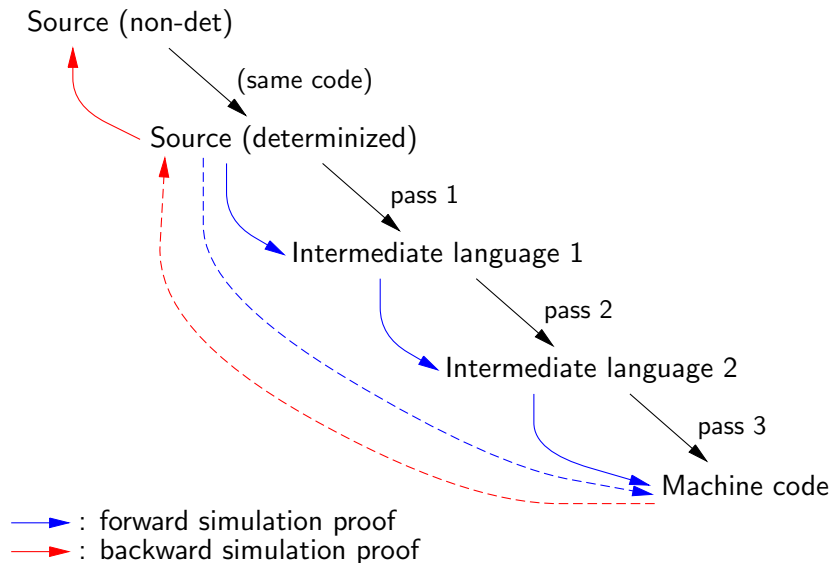 Source (non-det)
(same code)
Source (determinized)
pass 1
Intermediate language 1
pass 2
Intermediate language 2
pass 3
Machine code
: forward simulation proof
: backward simulation proof